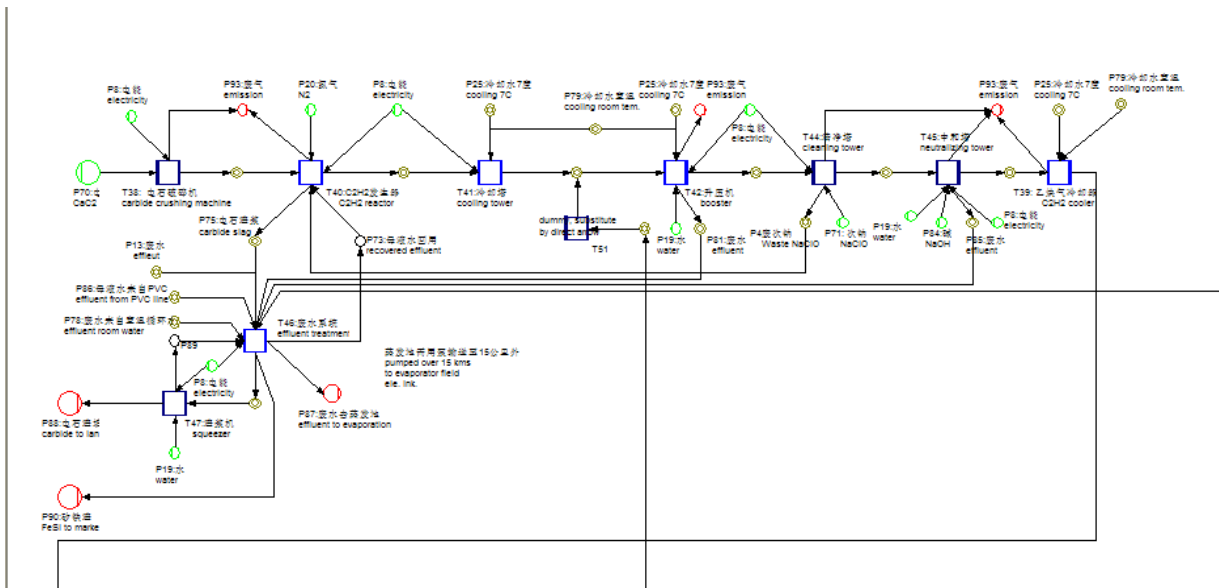 P8:电能
electricity
P93:废气
emission
P20:氮气
N2
P8:电能
electricity
P25:冷却水7度
cooling 7C
P79:冷却水室温
cooling room tem.
P25:冷却水7度
cooling 7C
P93:废气
emission
P8:电能
electricity
T44:清净塔
cleaning tower
T45:中和塔
neutralizing tower
P93:废气
emission
P25:冷却水7度
cooling 7C
P79:冷却水室温
cooling room tem.
P70:电
CaC2
T38: 电石破碎机
carbide crushing machine
T40:C2H2发生器
C2H2 reactor
T41:冷却塔
cooling tower
T42:升压机
booster
T39:乙炔气冷却器
C2H2 cooler
P75:电石渣浆
carbide slag
P73:母液水回用
recovered effluent
dummy, substitute
by direct arrow
T51
P19:水
water
P81:废水
effluent
P4废次钠
Waste NaClO
P71: 次钠
NaClO
P19:水
water
P84:碱
NaOH
P8:电能
electricity
P85:废水
effluent
P13:废水
effleut
P86:母液水来自PVC
effluent from PVC line
P78:废水来自室温循环水
effluent room water
P89
T46:废水系统
effluent treatment
P8:电能
electricity
蒸发地需用泵输送至15公里外
pumped over 15 kms
to evaporator field
ele. ink.
P87:废水去蒸发地
effluent to evaporation
P88:电石渣
carbide to lan
T47:渣浆机
squeezer
P19:水
water
P90:矽铁渣
FeSi to marke